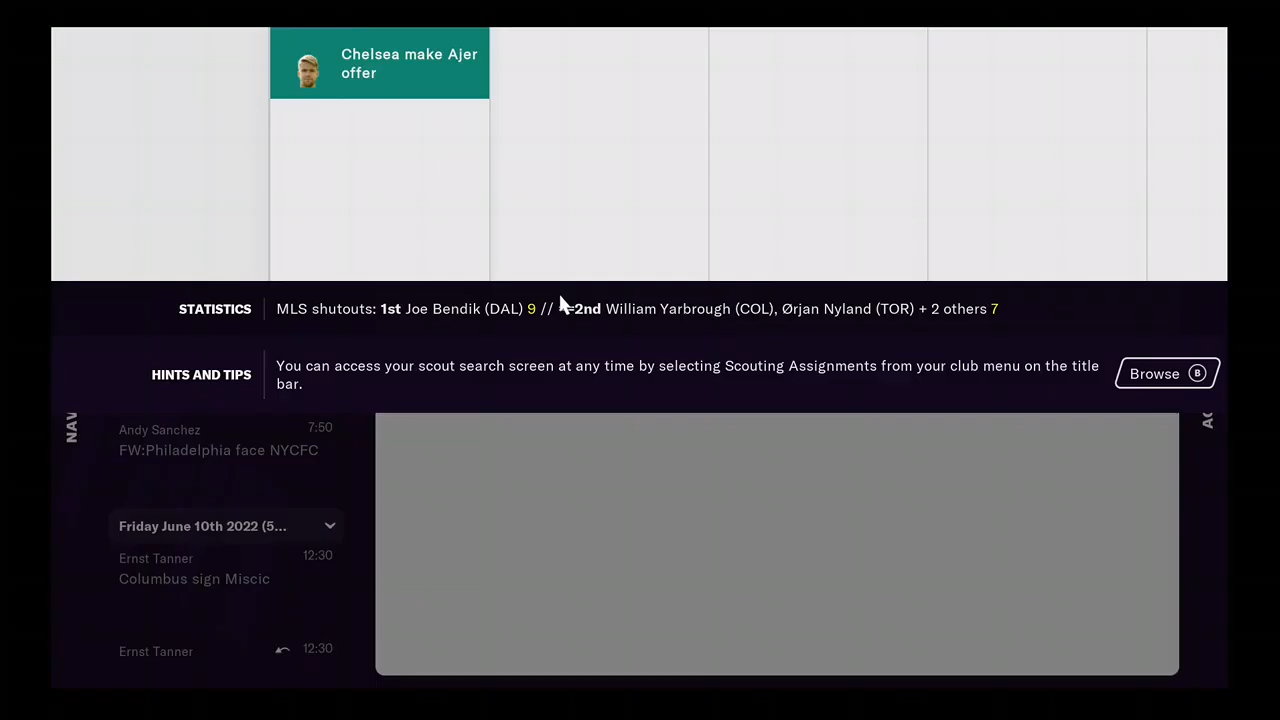 Chelsea make Ajer
offer
STATISTICS
MLS shutouts: 1st Joe Bendik (DAL) 9 // =2nd William Yarbrough (COL), Ørjan Nyland (TOR) + 2 others 7
HINTS AND TIPS
You can access your scout search screen at any time by selecting Scouting Assignments from your club menu on the title
bar.
Browse B
Andy Sanchez 7:50
FW:Philadelphia face NYCFC
Friday June 10th 2022 (5...
Ernst Tanner 12:30
Columbus sign Miscic
Ernst Tanner 12:30